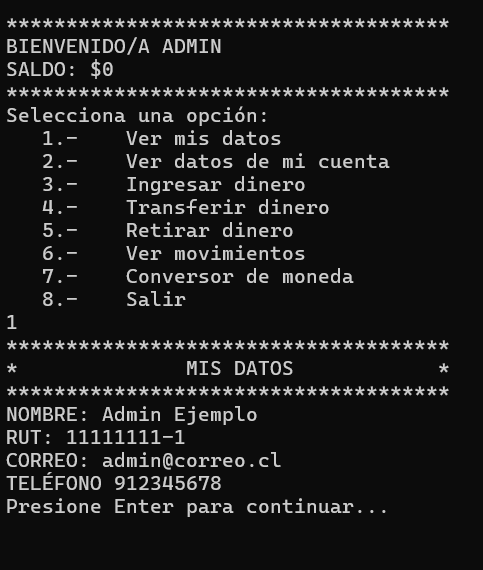 *************************************
BIENVENIDO/A ADMIN
SALDO: $0
*************************************
Selecciona una opción:
   1.-    Ver mis datos
   2.-    Ver datos de mi cuenta
   3.-    Ingresar dinero
   4.-    Transferir dinero
   5.-    Retirar dinero
   6.-    Ver movimientos
   7.-    Conversor de moneda
   8.-    Salir
1
*************************************
*              MIS DATOS            *
*************************************
NOMBRE: Admin Ejemplo
RUT: 11111111-1
CORREO: admin@correo.cl
TELÉFONO 912345678
Presione Enter para continuar...